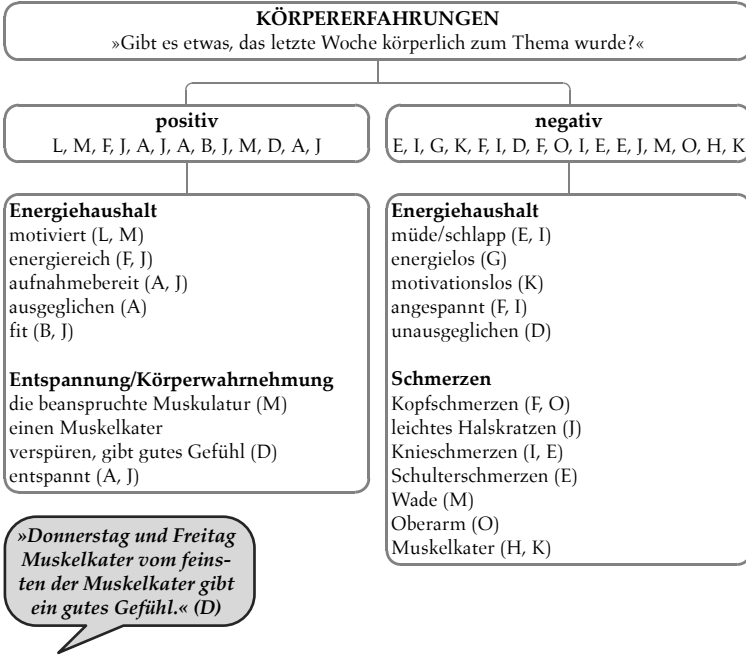 KÖRPERERFAHRUNGEN
»Gibt es etwas, das letzte Woche körperlich zum Thema wurde?«
positiv
L, M, F, J, A, J, A, B, J, M, D, A, J
negativ
E, I, G, K, F, I, D, F, O, I, E, E, J, M, O, H, K
Energiehaushalt
motiviert (L, M)
energiereich (F, J)
aufnahmebereit (A, J)
ausgeglichen (A)
fit (B, J)
Entspannung/Körperwahrnehmung
die beanspruchte Muskulatur (M)
einen Muskelkater
verspüren, gibt gutes Gefühl (D)
entspannt (A, J)
Energiehaushalt
müde/schlapp (E, I)
energielos (G)
motivationslos (K)
angespannt (F, I)
unausgeglichen (D)
Schmerzen
Kopfschmerzen (F, O)
leichtes Halskratzen (J)
Knieschmerzen (I, E)
Schulterschmerzen (E)
Wade (M)
Oberarm (O)
Muskelkater (H, K)
»Donnerstag und Freitag
Muskelkater vom feins-
ten der Muskelkater gibt
ein gutes Gefühl.« (D)